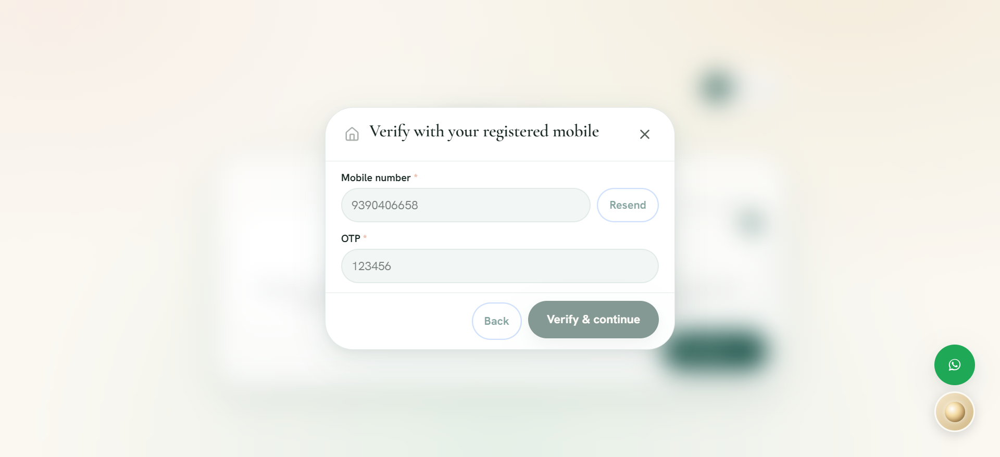 Verify with your registered mobile
Mobile number *
9390406658
Resend
OTP *
123456
Back
Verify & continue